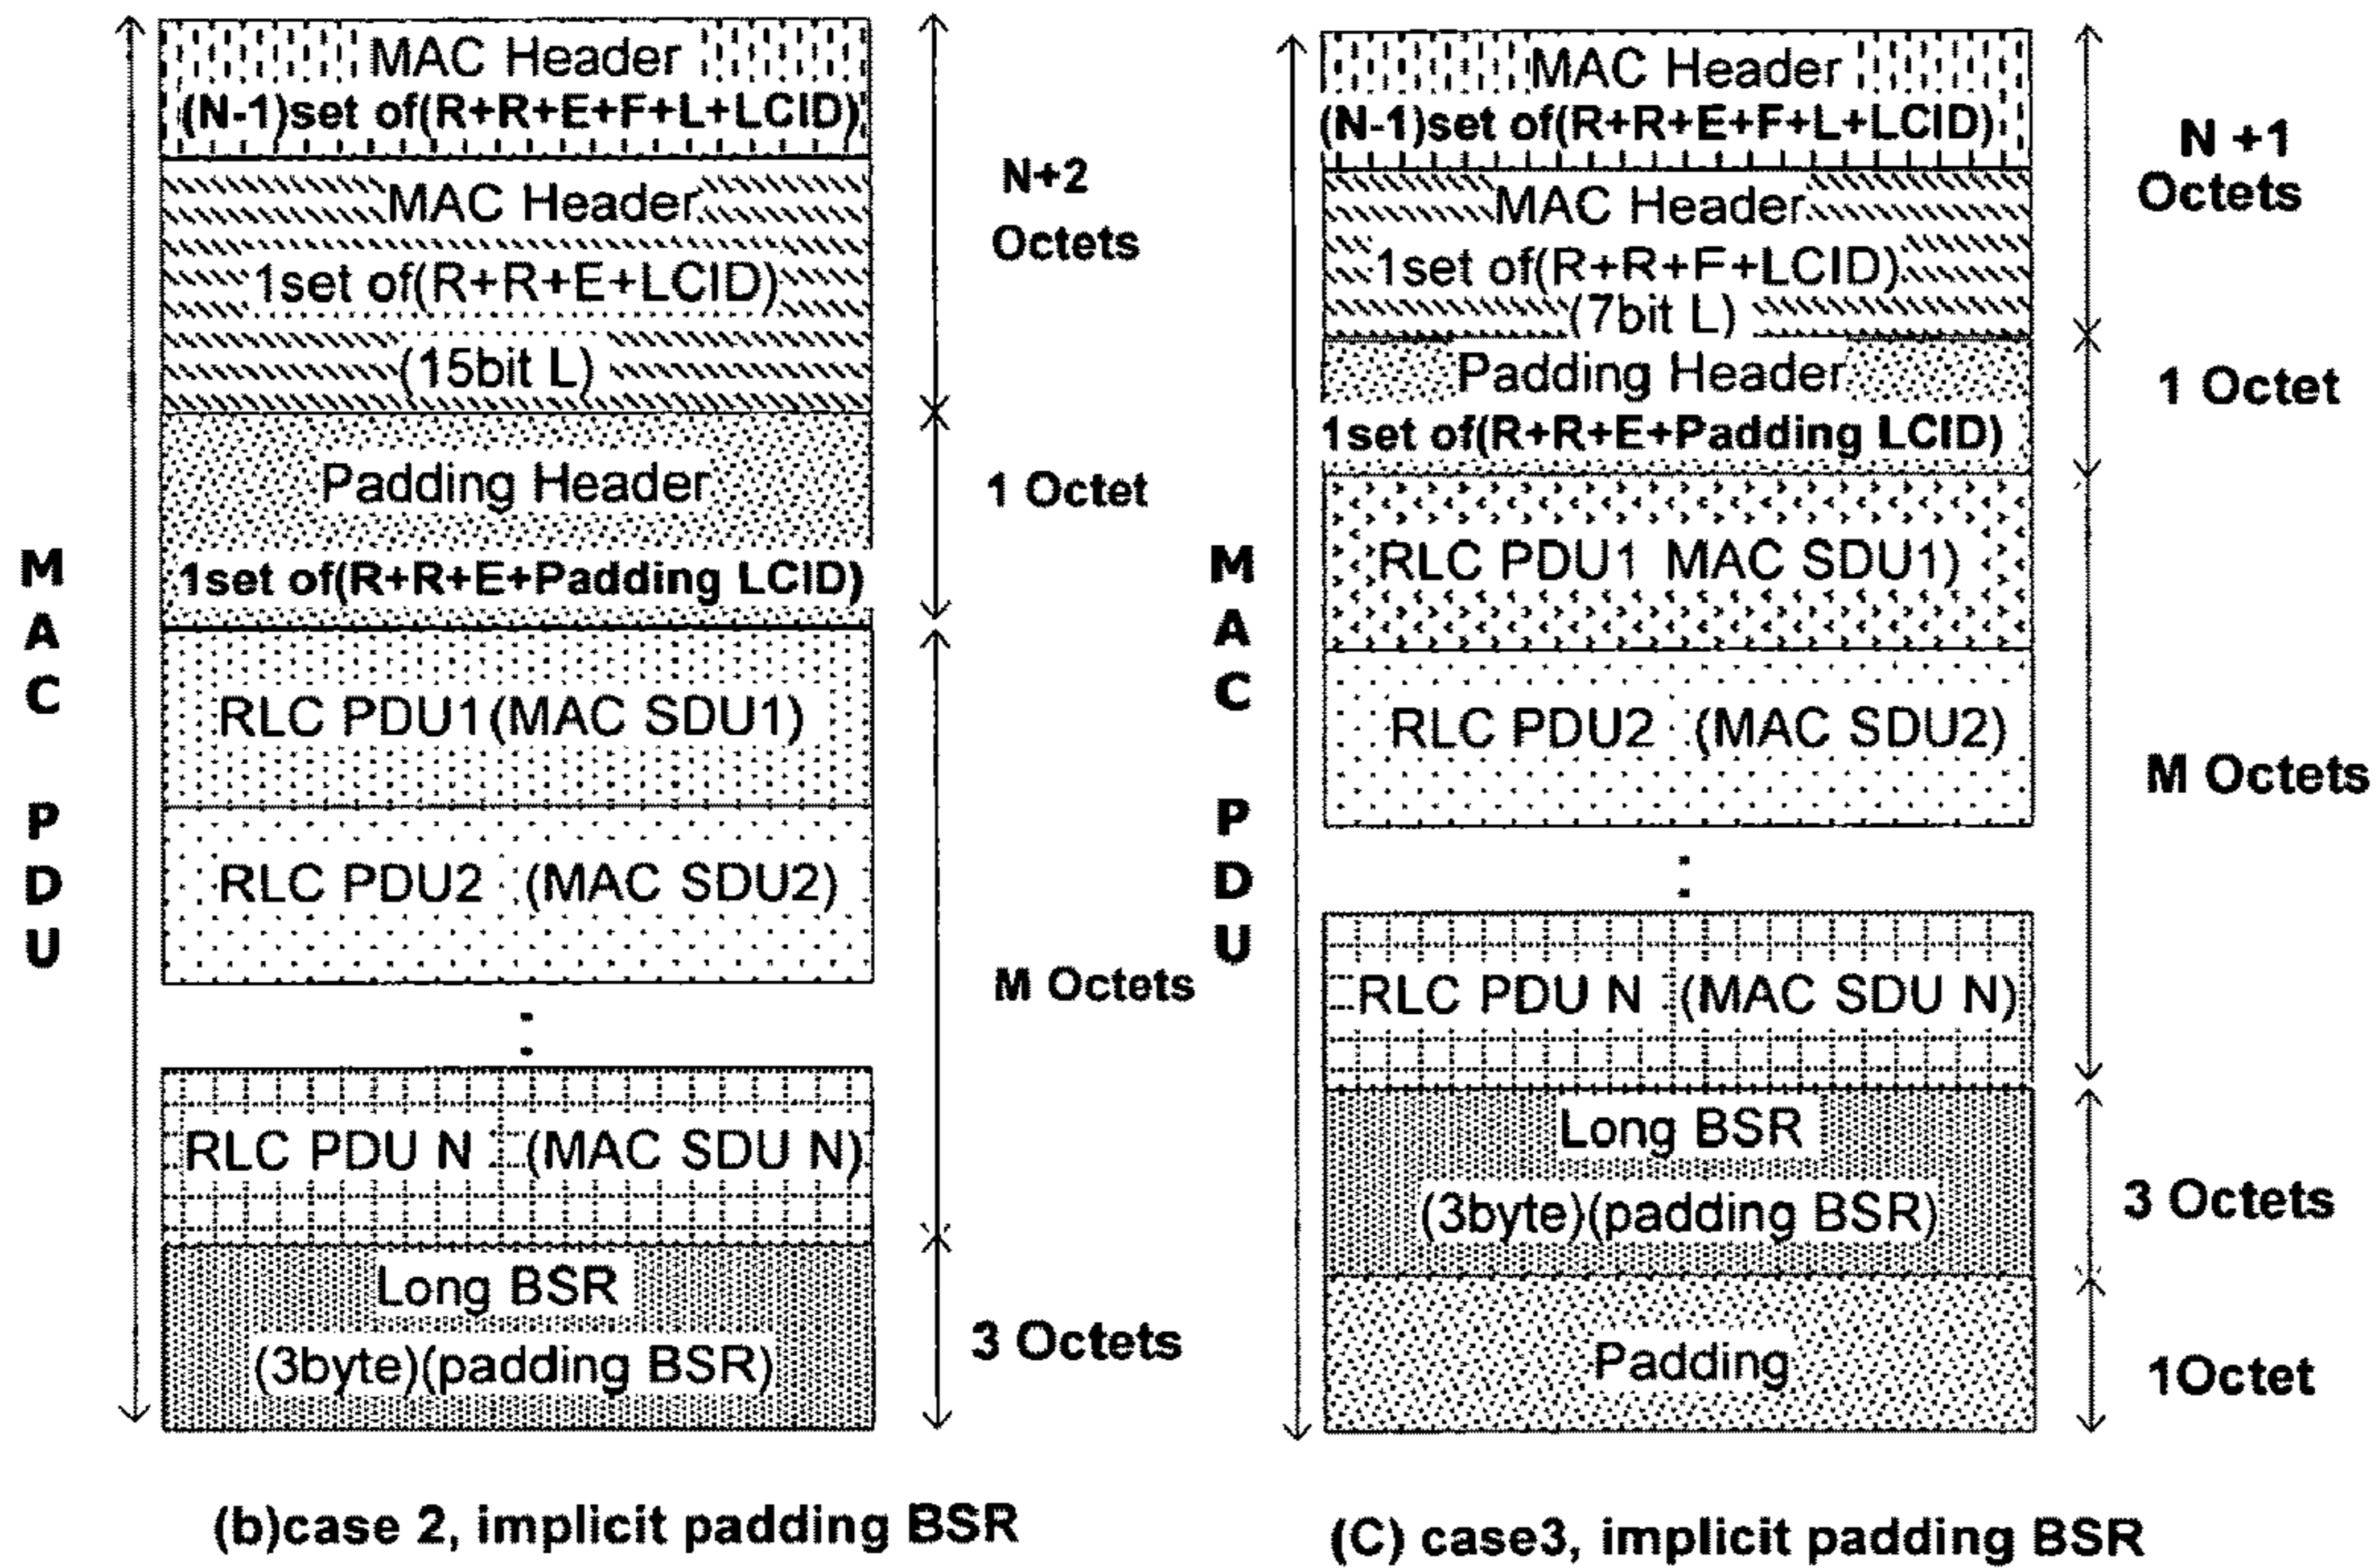 MAC Header
(N-1)set of(R+R+E+F+L+LCID)
MAC Header
1set of(R+R+E+LCID)
(15bit L)
Padding Header
1set of(R+R+E+Padding LCID)
RLC PDU1(MAC SDU1)
RLC PDU2 (MAC SDU2)
:
RLC PDU N (MAC SDU N)
Long BSR
(3byte)(padding BSR)
MAC PDU
N+2
Octets
1 Octet
M Octets
3 Octets
(b)case 2, implicit padding BSR
MAC Header
(N-1)set of(R+R+E+F+L+LCID)
MAC Header
1set of(R+R+F+LCID)
(7bit L)
Padding Header
1set of(R+R+E+Padding LCID)
RLC PDU1 MAC SDU1)
RLC PDU2 (MAC SDU2)
:
RLC PDU N (MAC SDU N)
Long BSR
(3byte)(padding BSR)
Padding
MAC PDU
N +1
Octets
1 Octet
M Octets
3 Octets
1Octet
(C) case3, implicit padding BSR